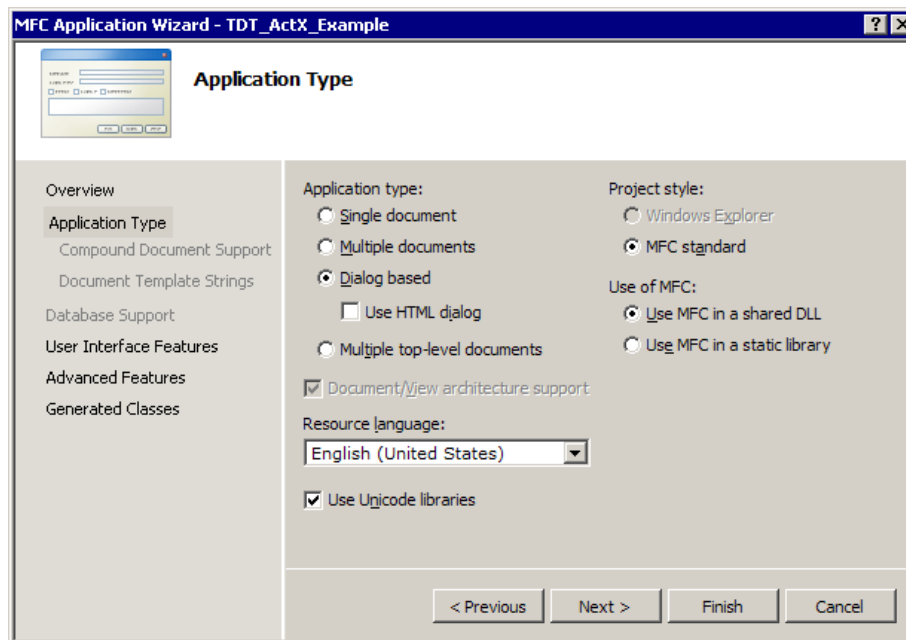 MFC Application Wizard - TDT_ActX_Example
Application Type
Overview
Application Type
Compound Document Support
Document Template Strings
Database Support
User Interface Features
Advanced Features
Generated Classes
Application type:
Single document
Multiple documents
Dialog based
Use HTML dialog
Multiple top-level documents
Document/View architecture support
Resource language:
English (United States)
Use Unicode libraries
Project style:
Windows Explorer
MFC standard
Use of MFC:
Use MFC in a shared DLL
Use MFC in a static library
< Previous
Next >
Finish
Cancel